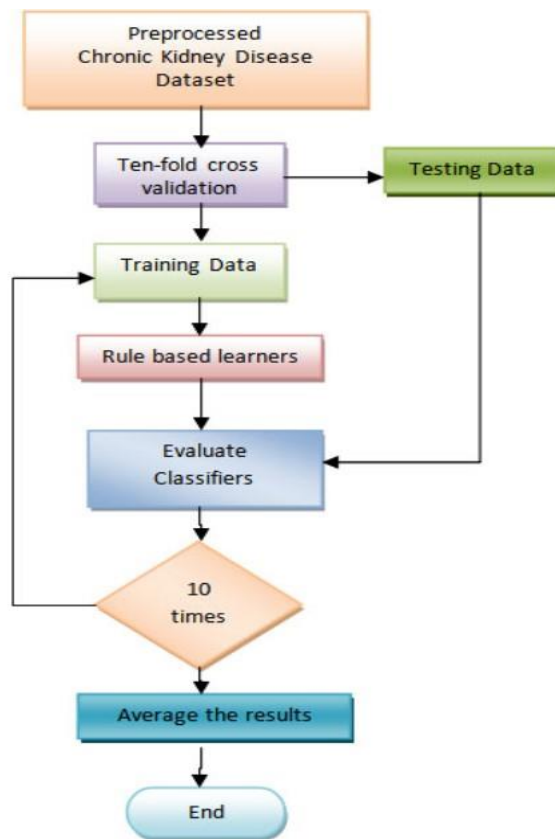 Preprocessed
Chronic Kidney Disease
Dataset
Ten-fold cross
validation
Testing Data
Training Data
Rule based learners
Evaluate
Classifiers
10
times
Average the results
End